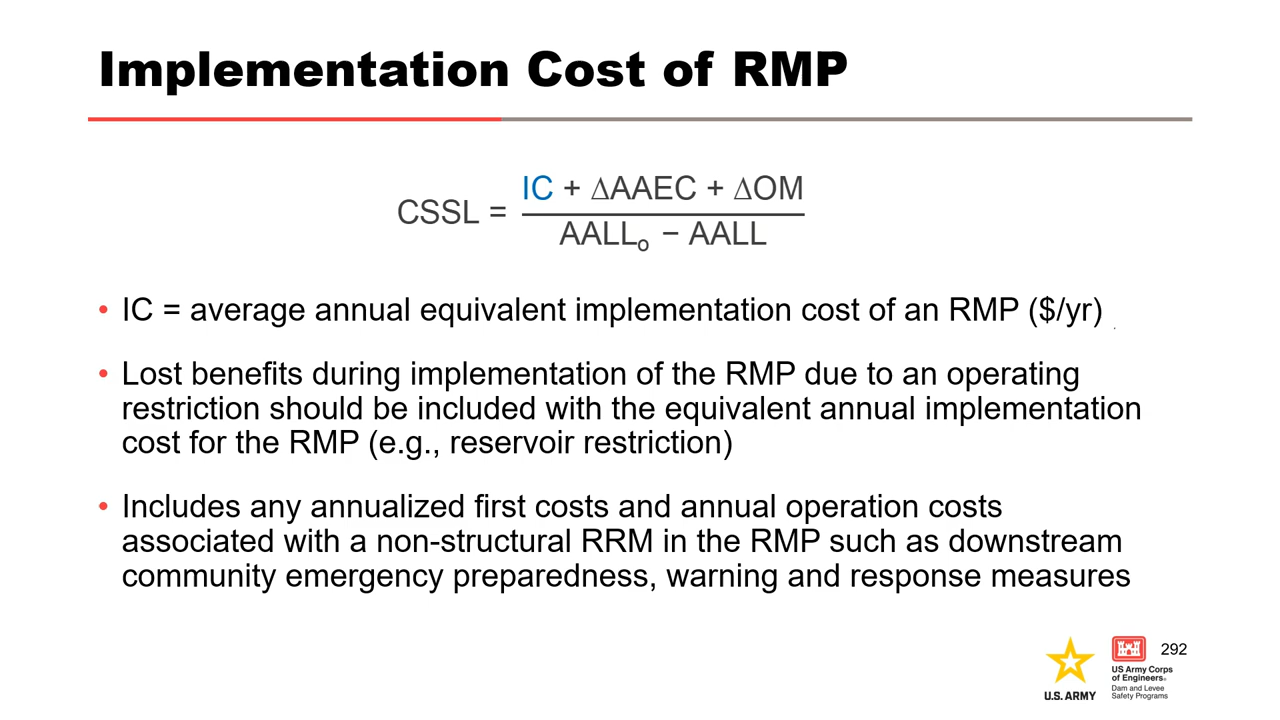 Implementation Cost of RMP
CSSL = IC + ΔAAEC + ΔOM
AALLₒ − AALL
• IC = average annual equivalent implementation cost of an RMP ($/yr)
• Lost benefits during implementation of the RMP due to an operating
restriction should be included with the equivalent annual implementation
cost for the RMP (e.g., reservoir restriction)
• Includes any annualized first costs and annual operation costs
associated with a non-structural RRM in the RMP such as downstream
community emergency preparedness, warning and response measures
U.S. ARMY
US Army Corps
of Engineers®
Dam and Levee
Safety Programs
292